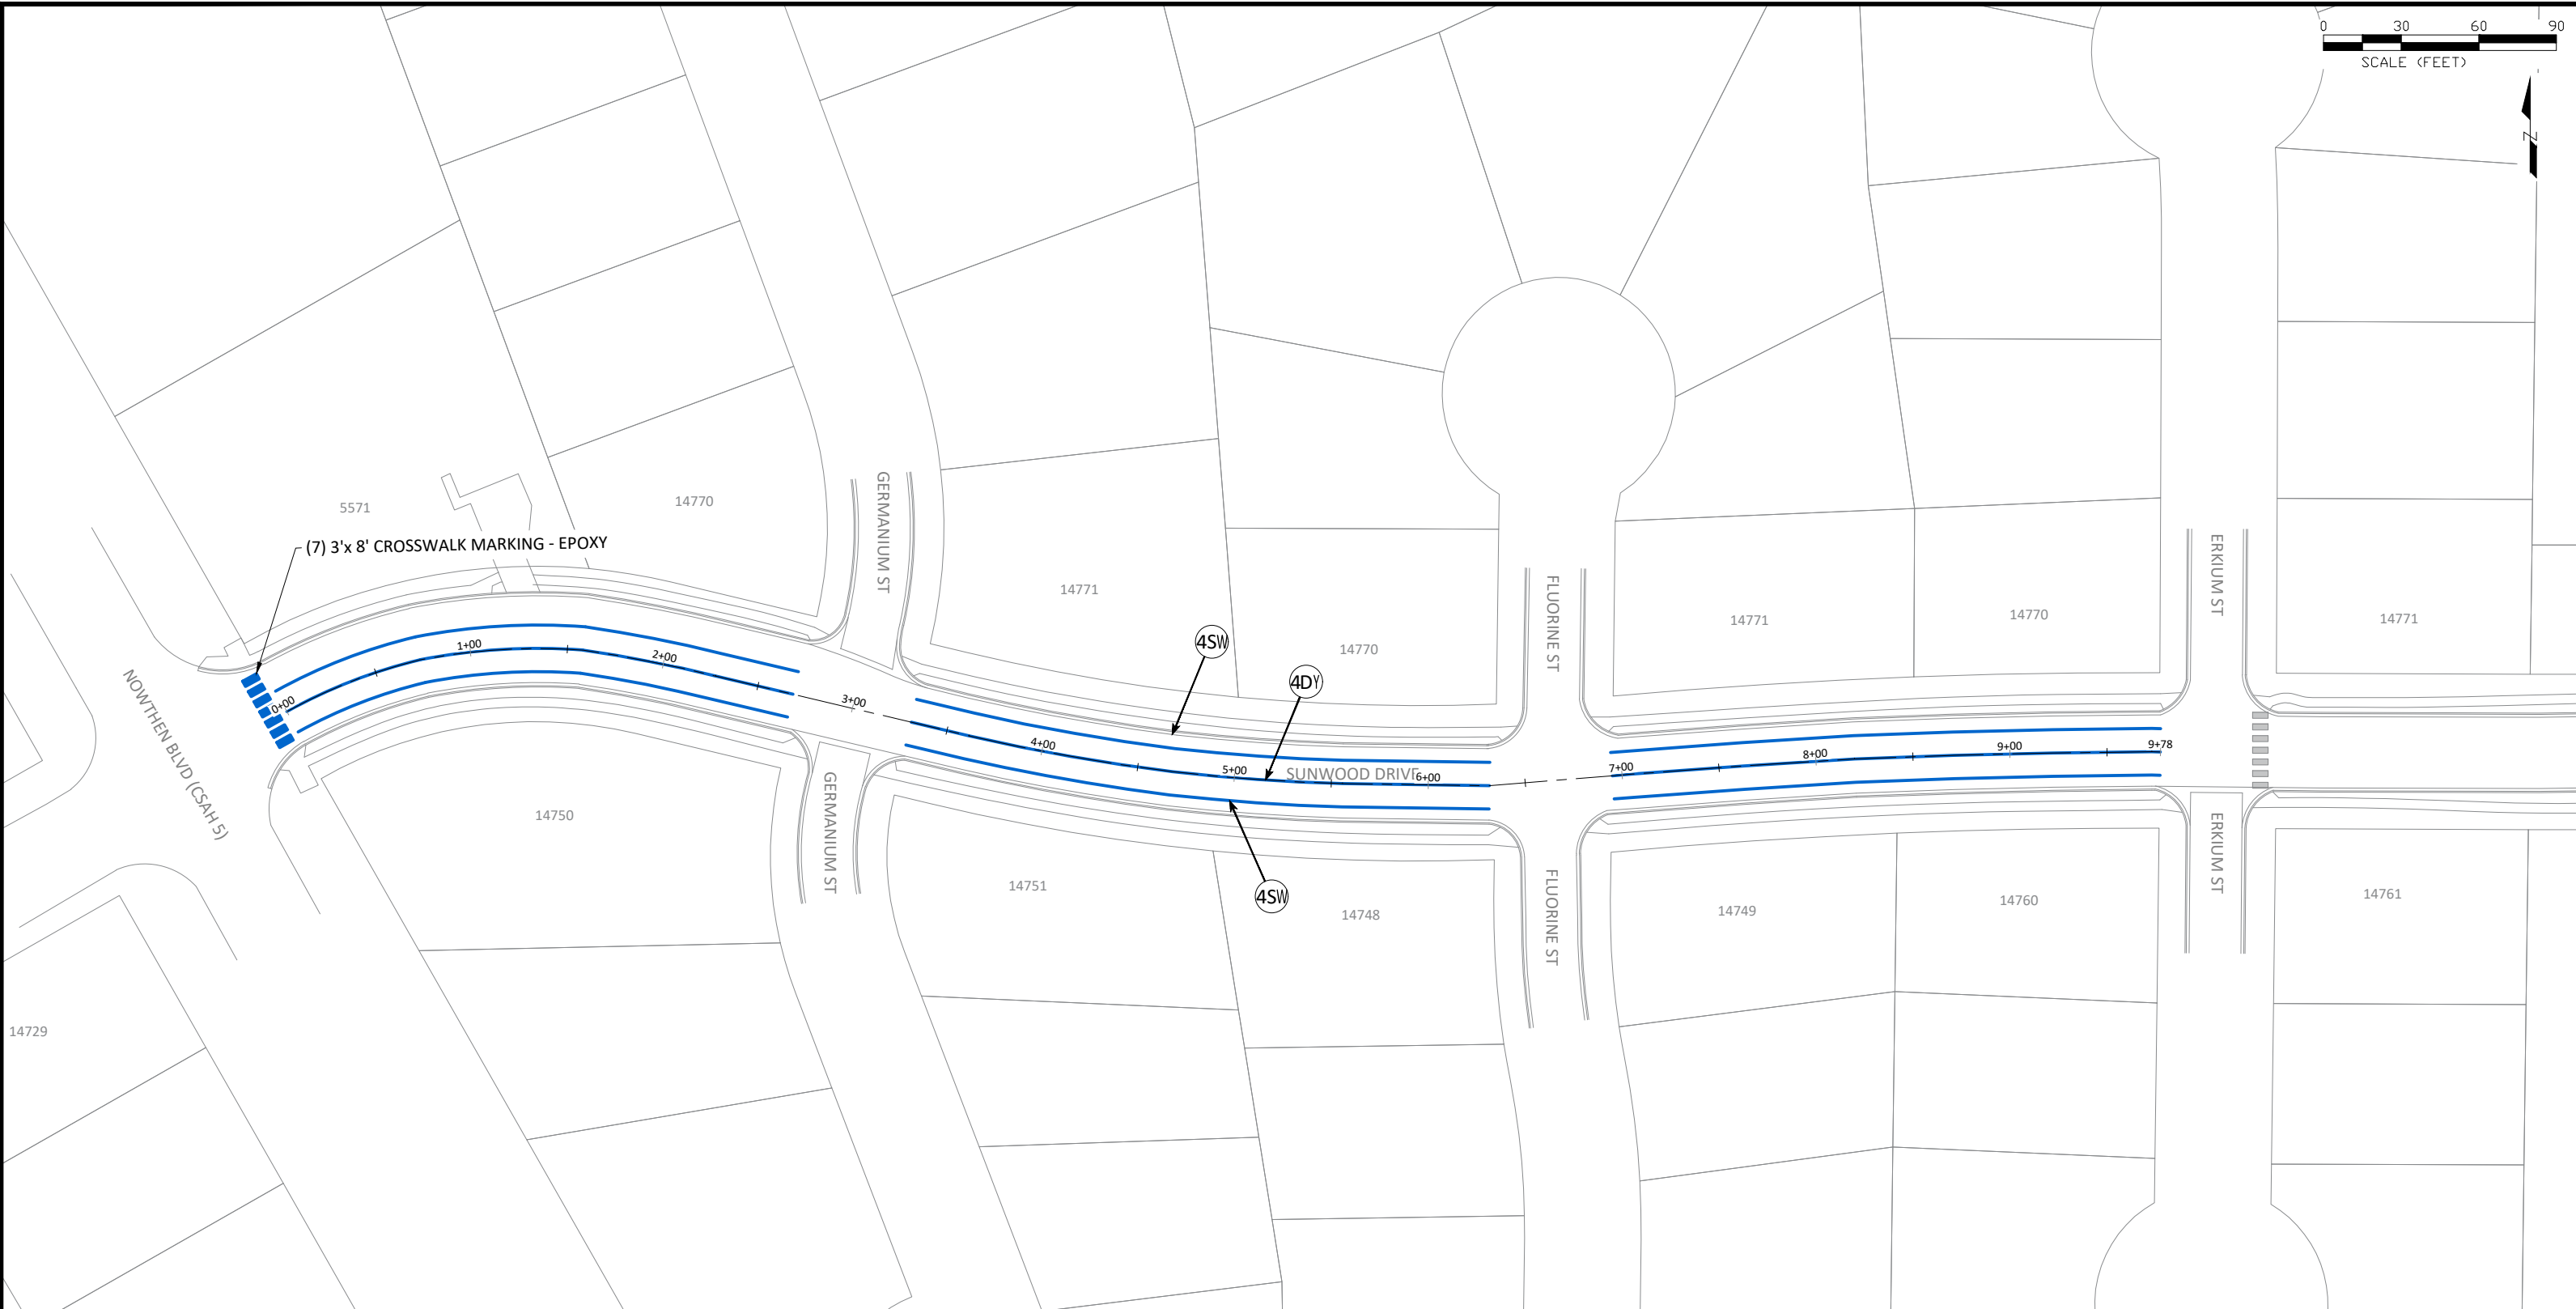 0 30 60 90
SCALE (FEET)
N
GERMANIUM ST
5571
14770
(7) 3'x 8' CROSSWALK MARKING - EPOXY
ERKIUM ST
FLUORINE ST
14771
14771
14770
14771
4SW
14770
4DY
NOWTHEN BLVD (CSAH 5)
0+00
1+00
2+00
3+00
4+00
5+00
SUNWOOD DRIVE
6+00
7+00
8+00
9+00
9+78
14750
GERMANIUM ST
14751
4SW
14748
FLUORINE ST
14749
14760
ERKIUM ST
14761
14729